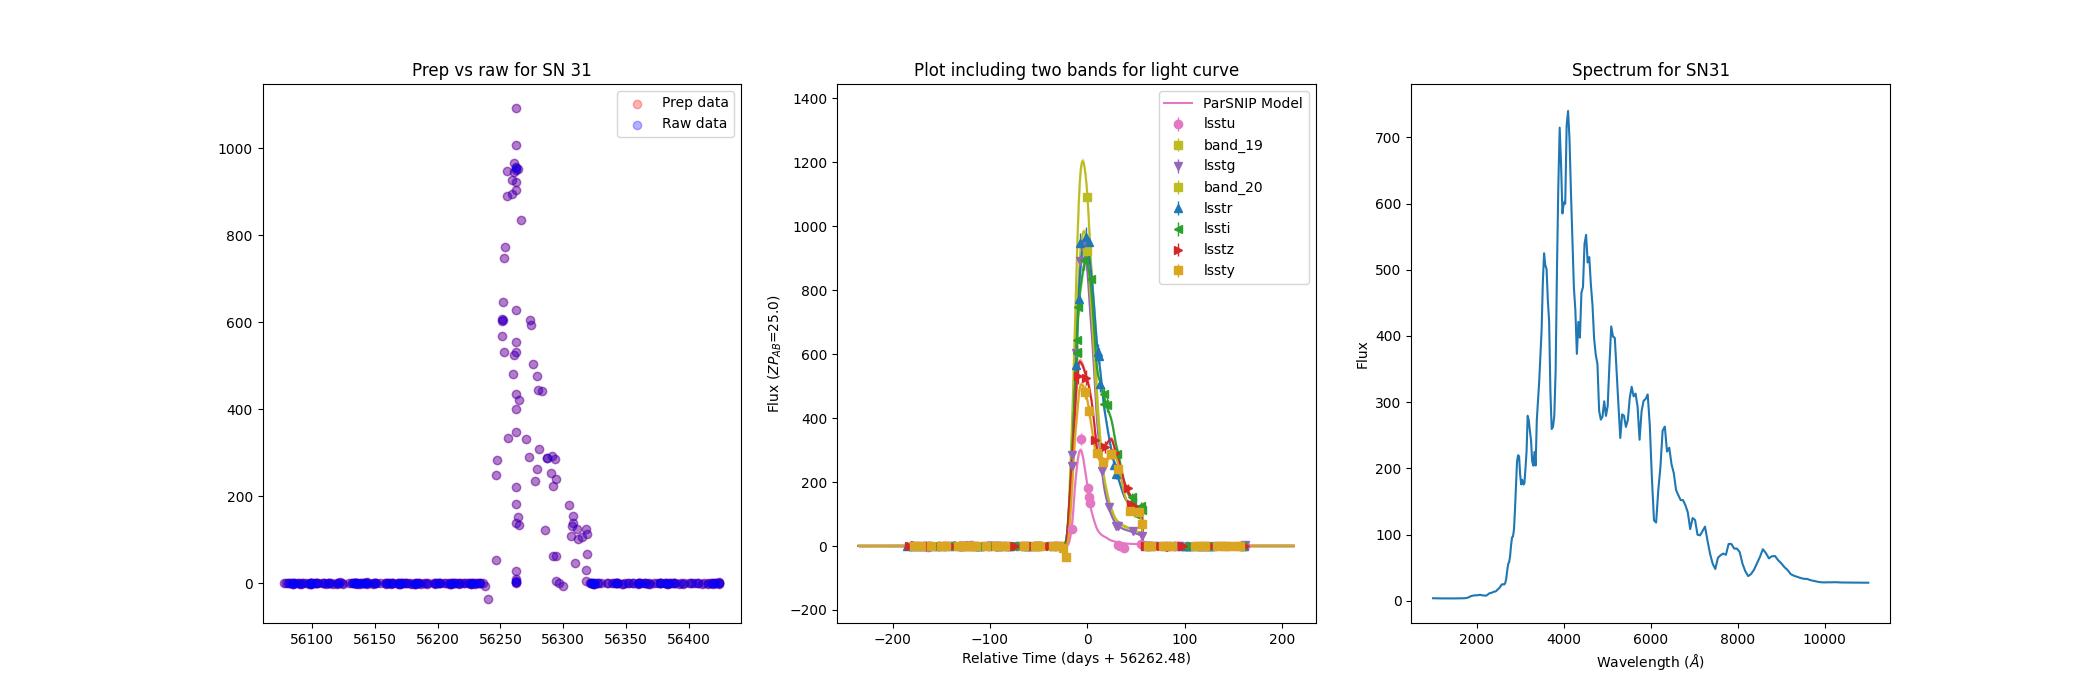 Prep vs raw for SN 31
Prep data
Raw data
1000
800
600
400
200
0
56100 56150 56200 56250 56300 56350 56400
Plot including two bands for light curve
ParSNIP Model
lsstu
band_19
lsstg
band_20
lsstr
lssti
lsstz
lssty
Flux (ZP_AB=25.0)
1400
1200
1000
800
600
400
200
0
−200
−200 −100 0 100 200
Relative Time (days + 56262.48)
Spectrum for SN31
Flux
700
600
500
400
300
200
100
0
2000 4000 6000 8000 10000
Wavelength (Å)